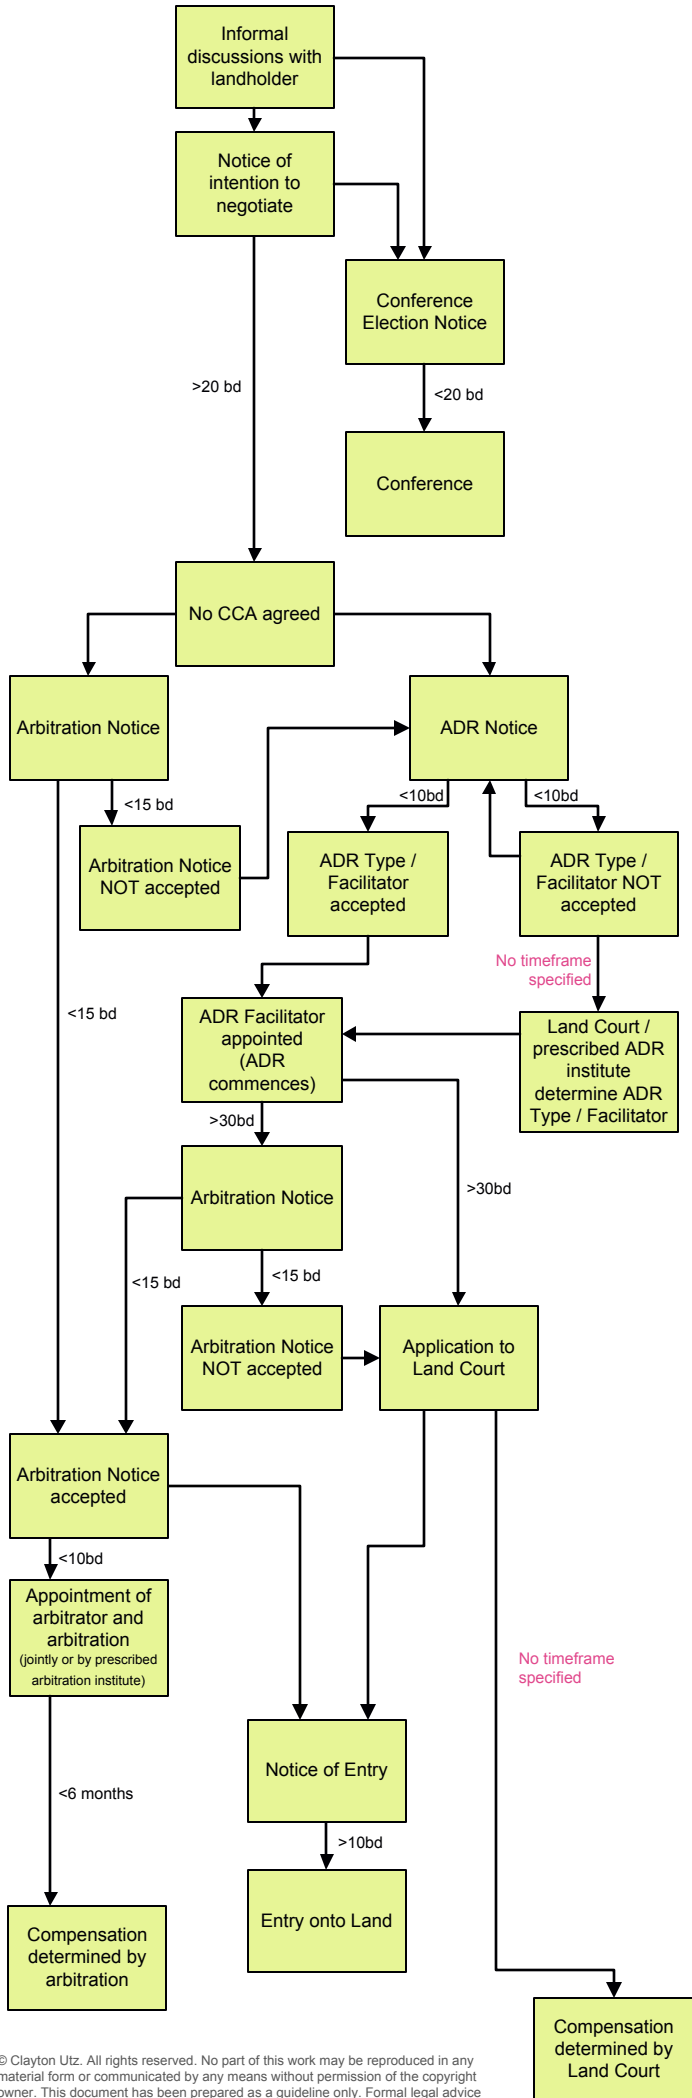 Informal
discussions with
landholder
Notice of
intention to
negotiate
Conference
Election Notice
>20 bd
<20 bd
Conference
No CCA agreed
Arbitration Notice
ADR Notice
<15 bd
<10bd
<10bd
Arbitration Notice
NOT accepted
ADR Type /
Facilitator
accepted
ADR Type /
Facilitator NOT
accepted
No timeframe
specified
<15 bd
ADR Facilitator
appointed
(ADR
commences)
Land Court /
prescribed ADR
institute
determine ADR
Type / Facilitator
>30bd
>30bd
Arbitration Notice
<15 bd
<15 bd
Arbitration Notice
NOT accepted
Application to
Land Court
Arbitration Notice
accepted
<10bd
Appointment of
arbitrator and
arbitration
(jointly or by prescribed
arbitration institute)
No timeframe
specified
Notice of Entry
<6 months
>10bd
Entry onto Land
Compensation
determined by
arbitration
Compensation
determined by
Land Court
© Clayton Utz. All rights reserved. No part of this work may be reproduced in any
material form or communicated by any means without permission of the copyright
owner. This document has been prepared as a guideline only. Formal legal advice